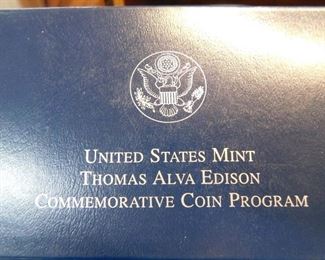 UNITED STATES MINT
THOMAS ALVA EDISON
COMMEMORATIVE COIN PROGRAM